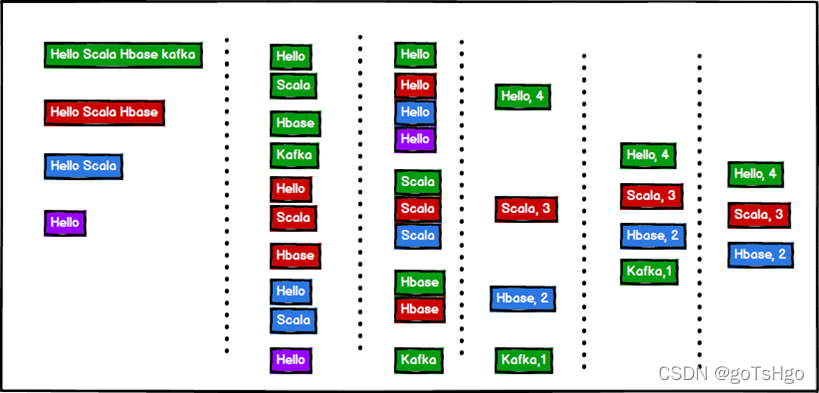 Hello Scala Hbase kafka
Hello Scala Hbase
Hello Scala
Hello
Hello
Scala
Hbase
Kafka
Hello
Scala
Hbase
Hello
Scala
Hello
Hello
Hello
Hello
Hello
Scala
Scala
Scala
Hbase
Hbase
Kafka
Hello, 4
Scala, 3
Hbase, 2
Kafka,1
Hello, 4
Scala, 3
Hbase, 2
Kafka,1
Hello, 4
Scala, 3
Hbase, 2
CSDN @goTsHgo